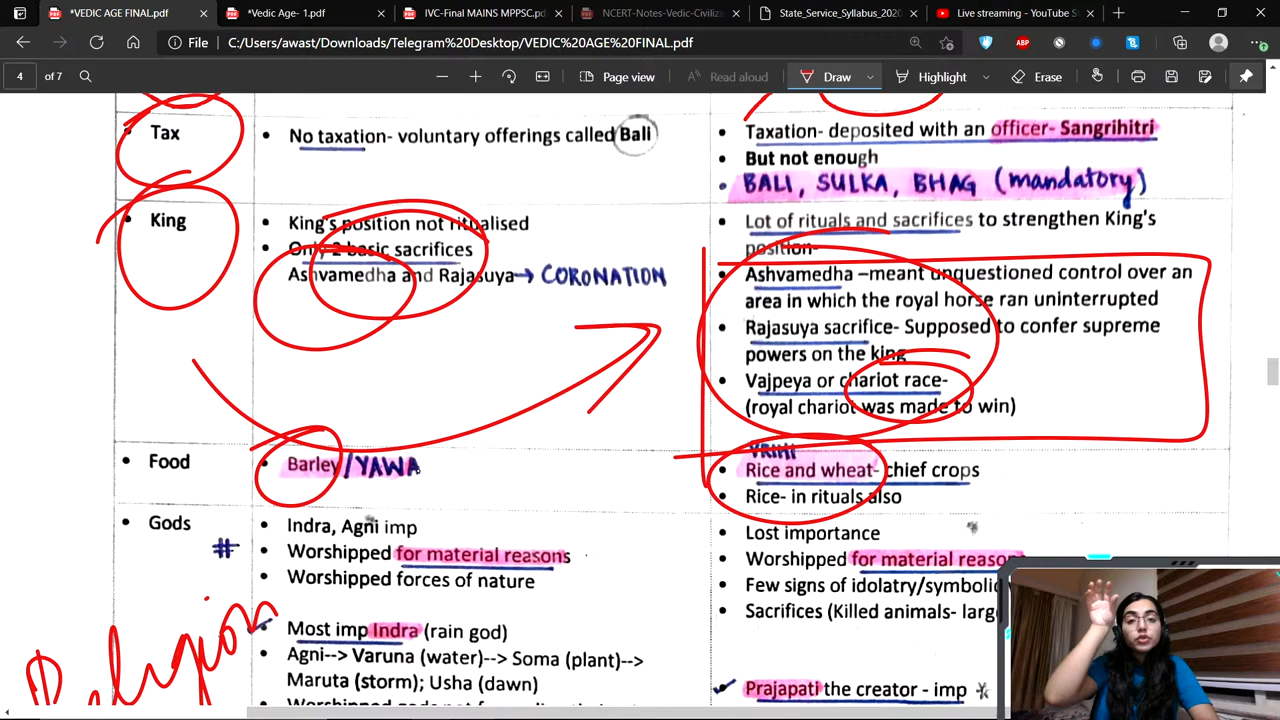 *VEDIC AGE FINAL.pdf
*Vedic Age- 1.pdf
IVC-Final MAINS MPPSC.pd
NCERT-Notes-Vedic-Civiliza
State_Service_Syllabus_2020
Live streaming - YouTube S
File
C:/Users/awast/Downloads/Telegram%20Desktop/VEDIC%20AGE%20FINAL.pdf
4 of 7
Page view
Read aloud
Draw
Highlight
Erase
Tax
No taxation- voluntary offerings called Bali
Taxation- deposited with an officer- Sangrihitri
But not enough
BALI, SULKA, BHAG (mandatory)
King
King's position not ritualised
Only 2 basic sacrifices
Ashvamedha and Rajasuya→ CORONATION
Lot of rituals and sacrifices to strengthen King's
position-
Ashvamedha –meant unquestioned control over an
area in which the royal horse ran uninterrupted
Rajasuya sacrifice- Supposed to confer supreme
powers on the king
Vajpeya or chariot race-
(royal chariot was made to win)
Food
Barley/YAWA
VRIHI
Rice and wheat- chief crops
Rice- in rituals also
Gods
#
Indra, Agni imp
Worshipped for material reasons
Worshipped forces of nature
Most imp Indra (rain god)
Agni--> Varuna (water)--> Soma (plant)-->
Maruta (storm); Usha (dawn)
Lost importance
Worshipped for material reasons
Few signs of idolatry/symbolic
Sacrifices (Killed animals- larg
Prajapati the creator - imp
Religion